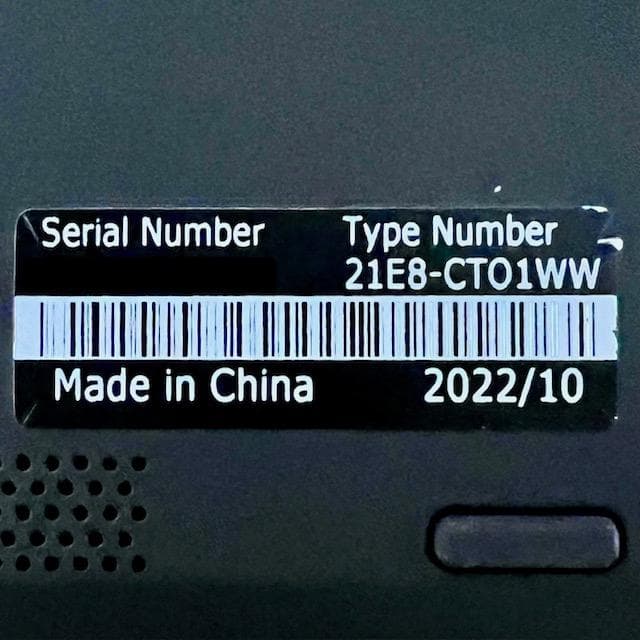 Serial Number Type Number
21E8-CTO1WW
Made in China 2022/10